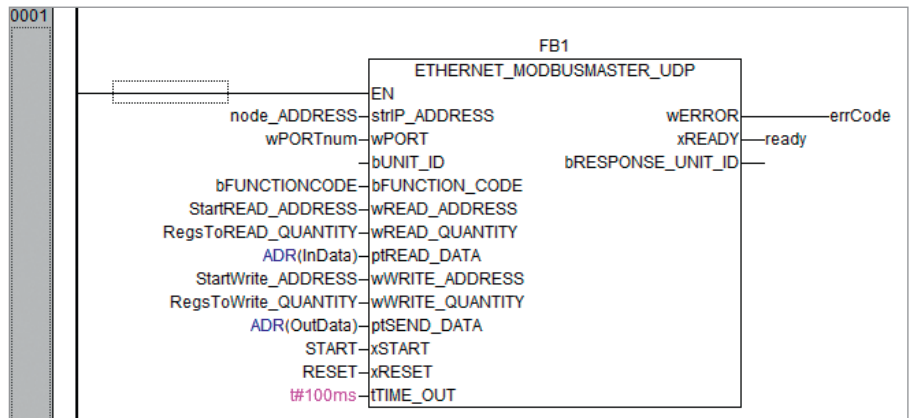 0001
FB1
ETHERNET_MODBUSMASTER_UDP
EN
node_ADDRESS strIP_ADDRESS wERROR errCode
wPORTnum wPORT xREADY ready
bUNIT_ID bRESPONSE_UNIT_ID
bFUNCTIONCODE bFUNCTION_CODE
StartREAD_ADDRESS wREAD_ADDRESS
RegsToREAD_QUANTITY wREAD_QUANTITY
ADR(InData) ptREAD_DATA
StartWrite_ADDRESS wWRITE_ADDRESS
RegsToWrite_QUANTITY wWRITE_QUANTITY
ADR(OutData) ptSEND_DATA
START xSTART
RESET xRESET
t#100ms tTIME_OUT